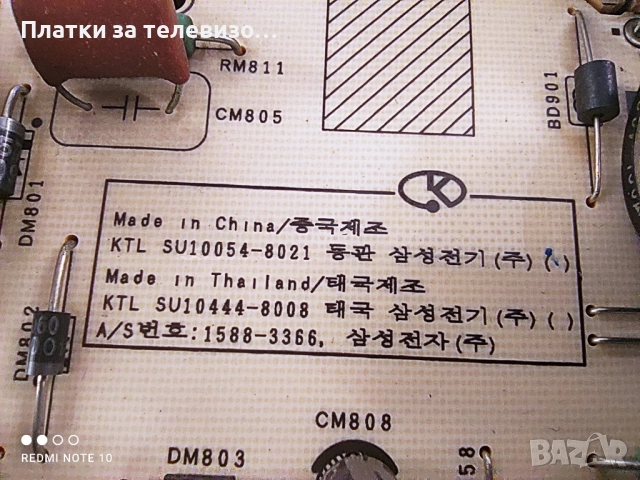 Платки за телевизо...
RM811
CM805
BD901
DM801
Made in China/중국제조
KTL SU10054-8021 동관 삼성전기(주)( )
Made in Thailand/태국제조
KTL SU10444-8008 태국 삼성전기(주)( )
A/S번호:1588-3366, 삼성전자(주)
DM802
60
CM808
DM803
58
REDMI NOTE 10
BAZAR